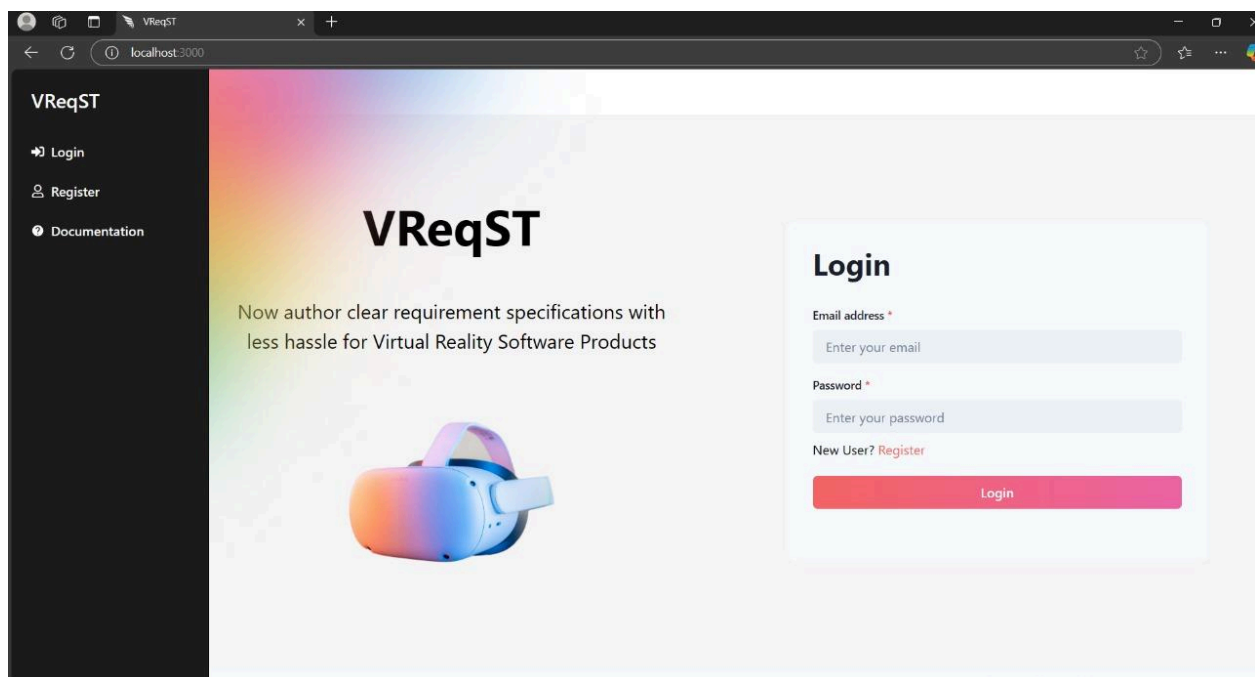 VReqST
localhost:3000
VReqST
Login
Register
Documentation
VReqST
Now author clear requirement specifications with
less hassle for Virtual Reality Software Products
Login
Email address *
Enter your email
Password *
Enter your password
New User? Register
Login